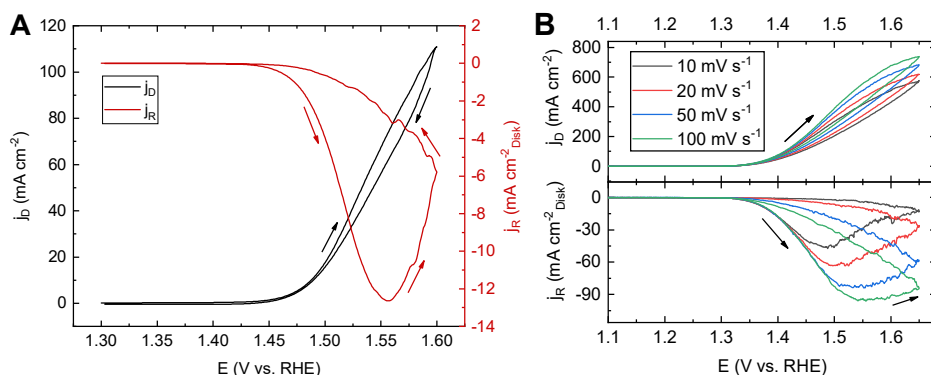 A
120
100
80
60
40
20
0
j_D (mA cm⁻²)
j_D
j_R
2
0
-2
-4
-6
-8
-10
-12
-14
j_R (mA cm⁻²_Disk)
1.30 1.35 1.40 1.45 1.50 1.55 1.60
E (V vs. RHE)
B
1.1 1.2 1.3 1.4 1.5 1.6
800
600
400
200
0
j_D (mA cm⁻²)
10 mV s⁻¹
20 mV s⁻¹
50 mV s⁻¹
100 mV s⁻¹
0
-30
-60
-90
j_R (mA cm⁻²_Disk)
1.1 1.2 1.3 1.4 1.5 1.6
E (V vs. RHE)